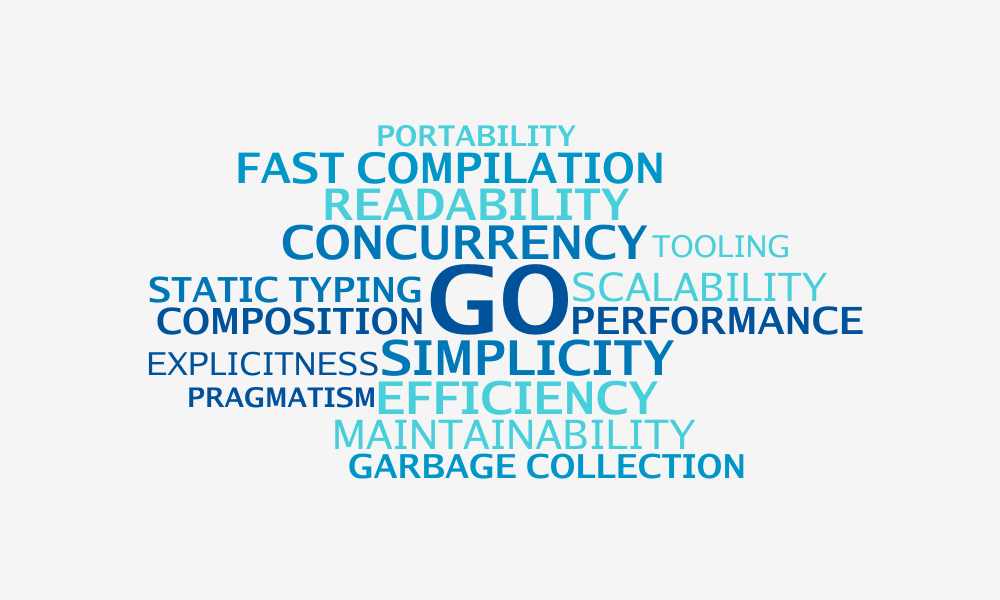 PORTABILITY
FAST COMPILATION
READABILITY
CONCURRENCY
TOOLING
STATIC TYPING
GO
SCALABILITY
COMPOSITION
PERFORMANCE
EXPLICITNESS
SIMPLICITY
PRAGMATISM
EFFICIENCY
MAINTAINABILITY
GARBAGE COLLECTION